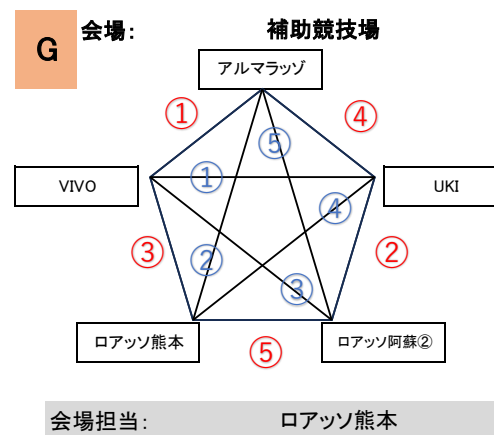 G 会場： 補助競技場
アルマラッゾ
① ④
⑤
①
VIVO UKI
④
③ ② ②
③
ロアッソ熊本 ロアッソ阿蘇②
⑤
会場担当： ロアッソ熊本